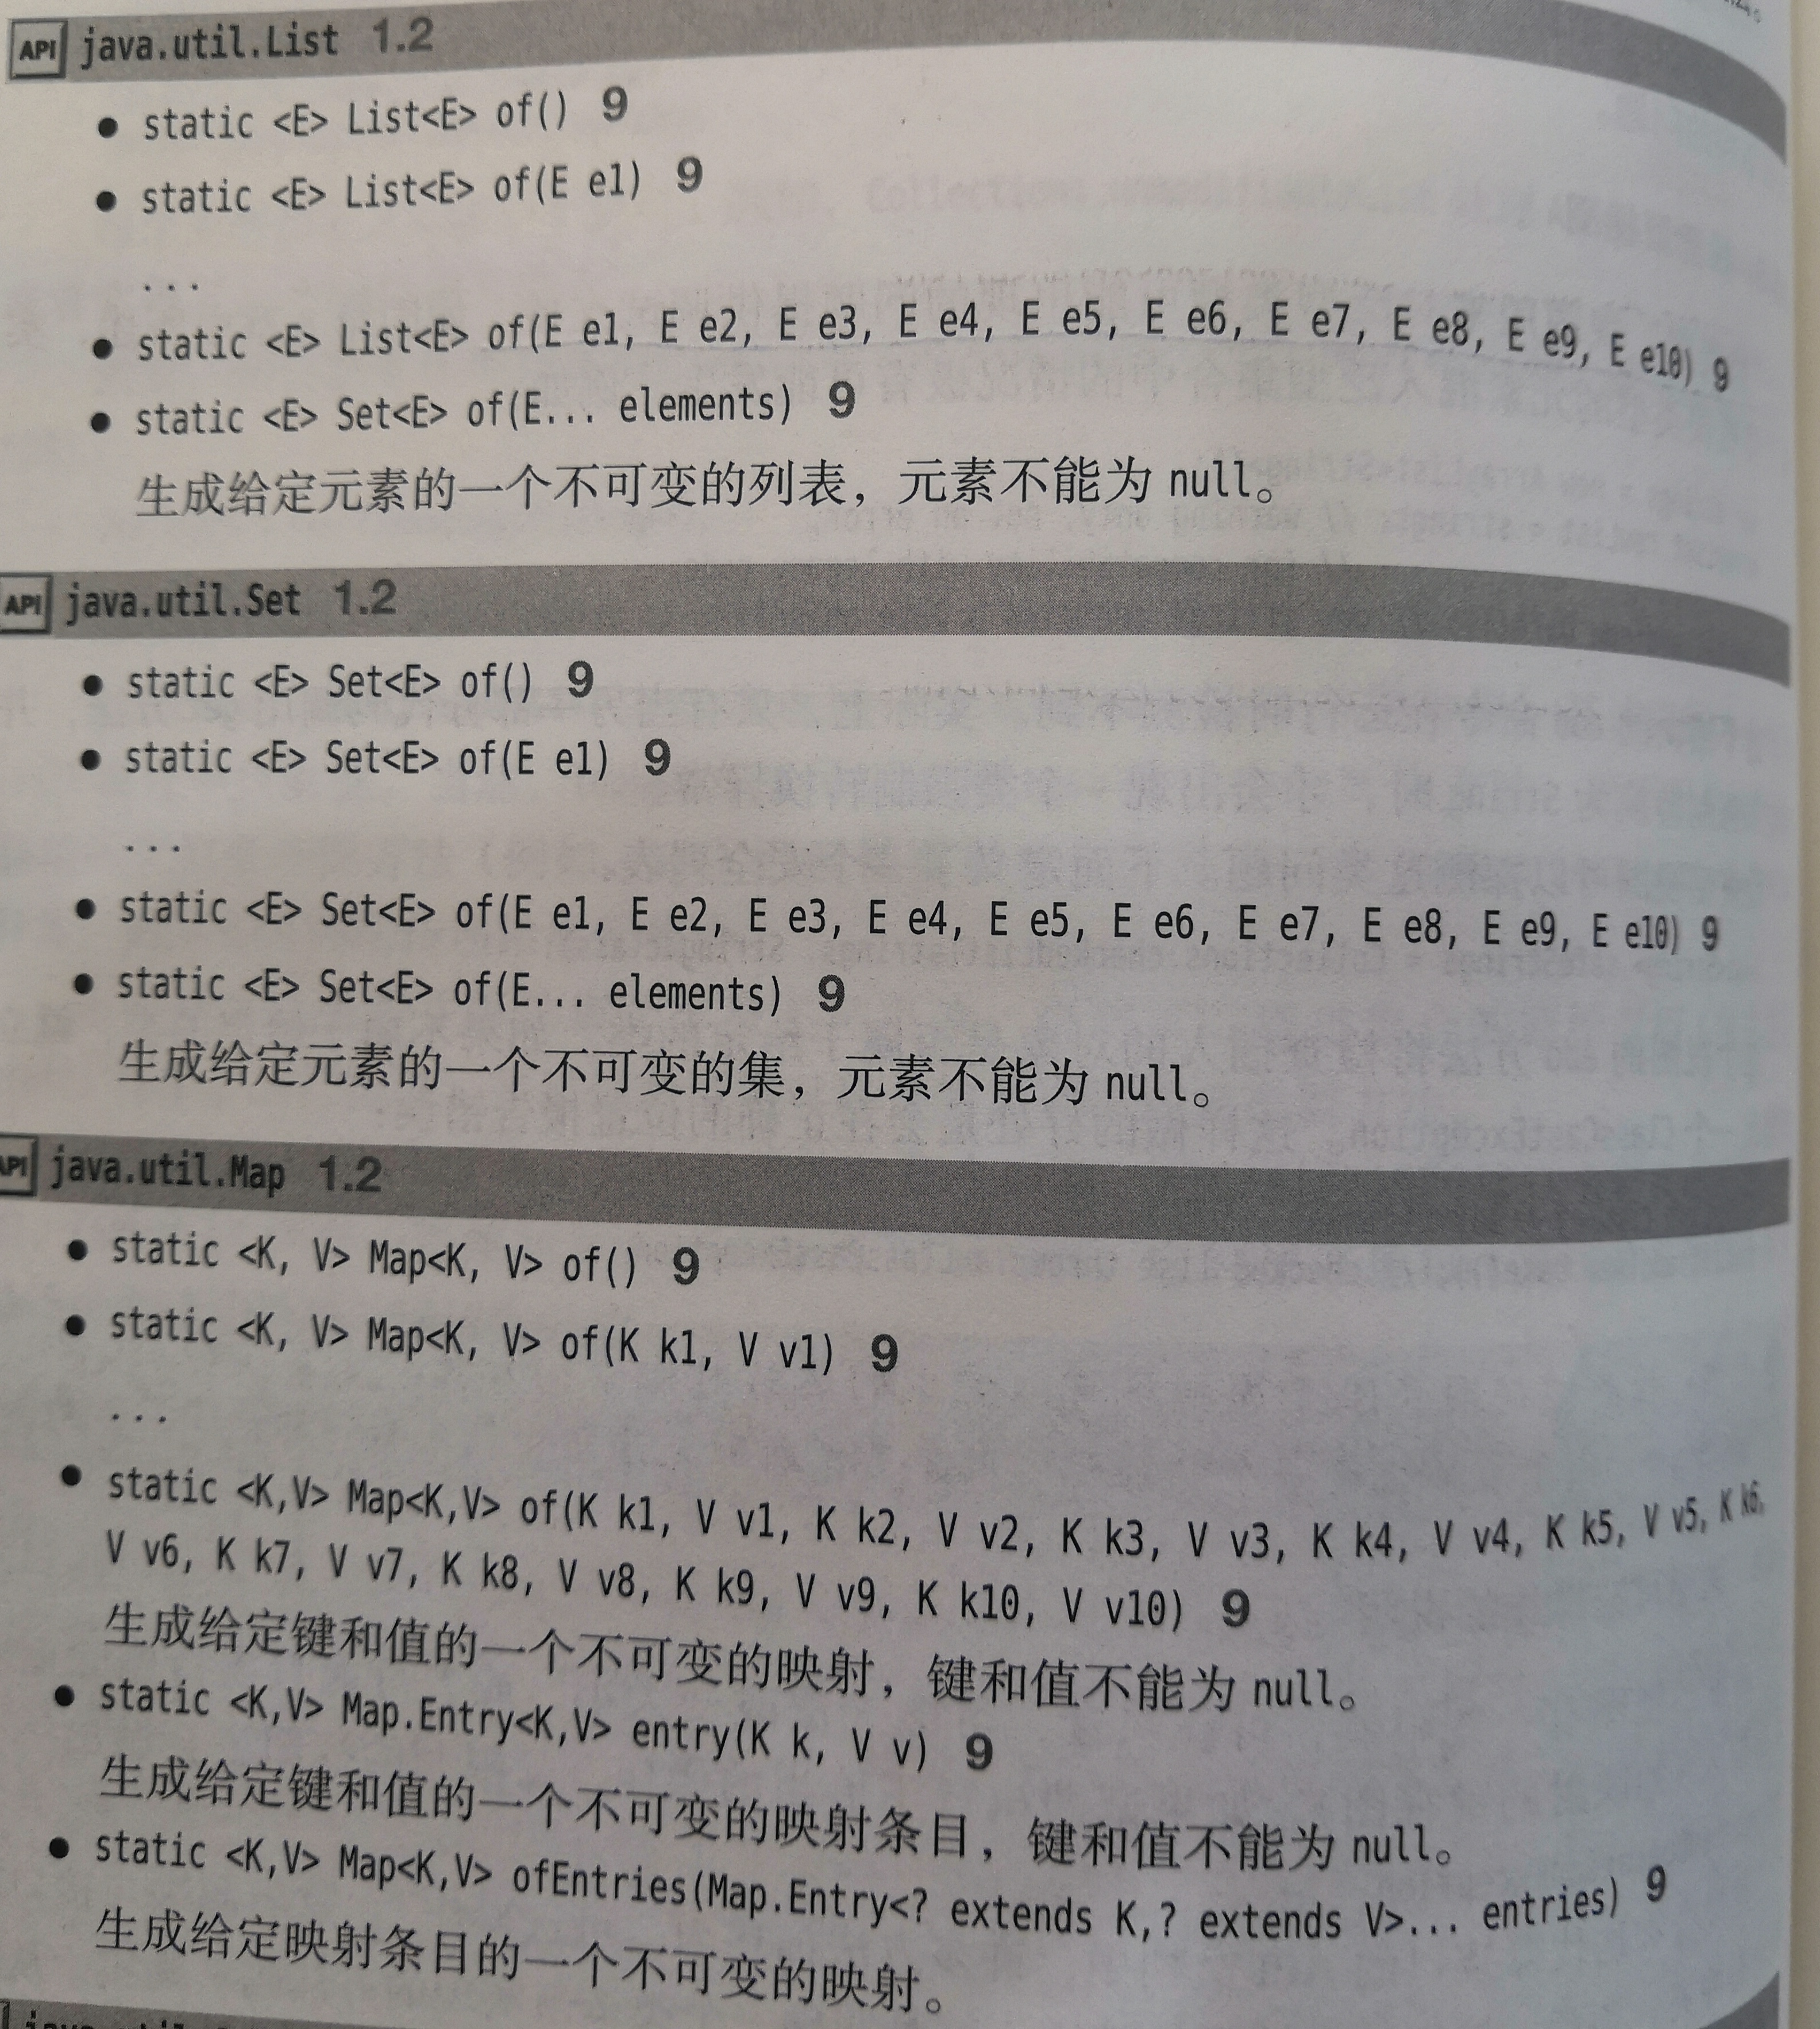 API java.util.List 1.2
• static <E> List<E> of() 9
• static <E> List<E> of(E e1) 9
...
• static <E> List<E> of(E e1, E e2, E e3, E e4, E e5, E e6, E e7, E e8, E e9, E e10) 9
• static <E> Set<E> of(E... elements) 9
生成给定元素的一个不可变的列表，元素不能为 null。
API java.util.Set 1.2
• static <E> Set<E> of() 9
• static <E> Set<E> of(E e1) 9
...
• static <E> Set<E> of(E e1, E e2, E e3, E e4, E e5, E e6, E e7, E e8, E e9, E e10) 9
• static <E> Set<E> of(E... elements) 9
生成给定元素的一个不可变的集，元素不能为 null。
API java.util.Map 1.2
• static <K, V> Map<K, V> of() 9
• static <K, V> Map<K, V> of(K k1, V v1) 9
...
• static <K,V> Map<K,V> of(K k1, V v1, K k2, V v2, K k3, V v3, K k4, V v4, K k5, V v5, K k6,
V v6, K k7, V v7, K k8, V v8, K k9, V v9, K k10, V v10) 9
生成给定键和值的一个不可变的映射，键和值不能为 null。
• static <K,V> Map.Entry<K,V> entry(K k, V v) 9
生成给定键和值的一个不可变的映射条目，键和值不能为 null。
• static <K,V> Map<K,V> ofEntries(Map.Entry<? extends K,? extends V>... entries) 9
生成给定映射条目的一个不可变的映射。